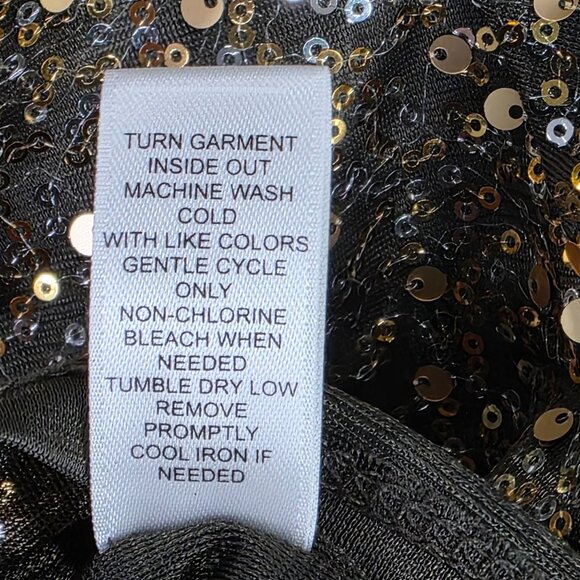 TURN GARMENT
INSIDE OUT
MACHINE WASH
COLD
WITH LIKE COLORS
GENTLE CYCLE
ONLY
NON-CHLORINE
BLEACH WHEN
NEEDED
TUMBLE DRY LOW
REMOVE
PROMPTLY
COOL IRON IF
NEEDED